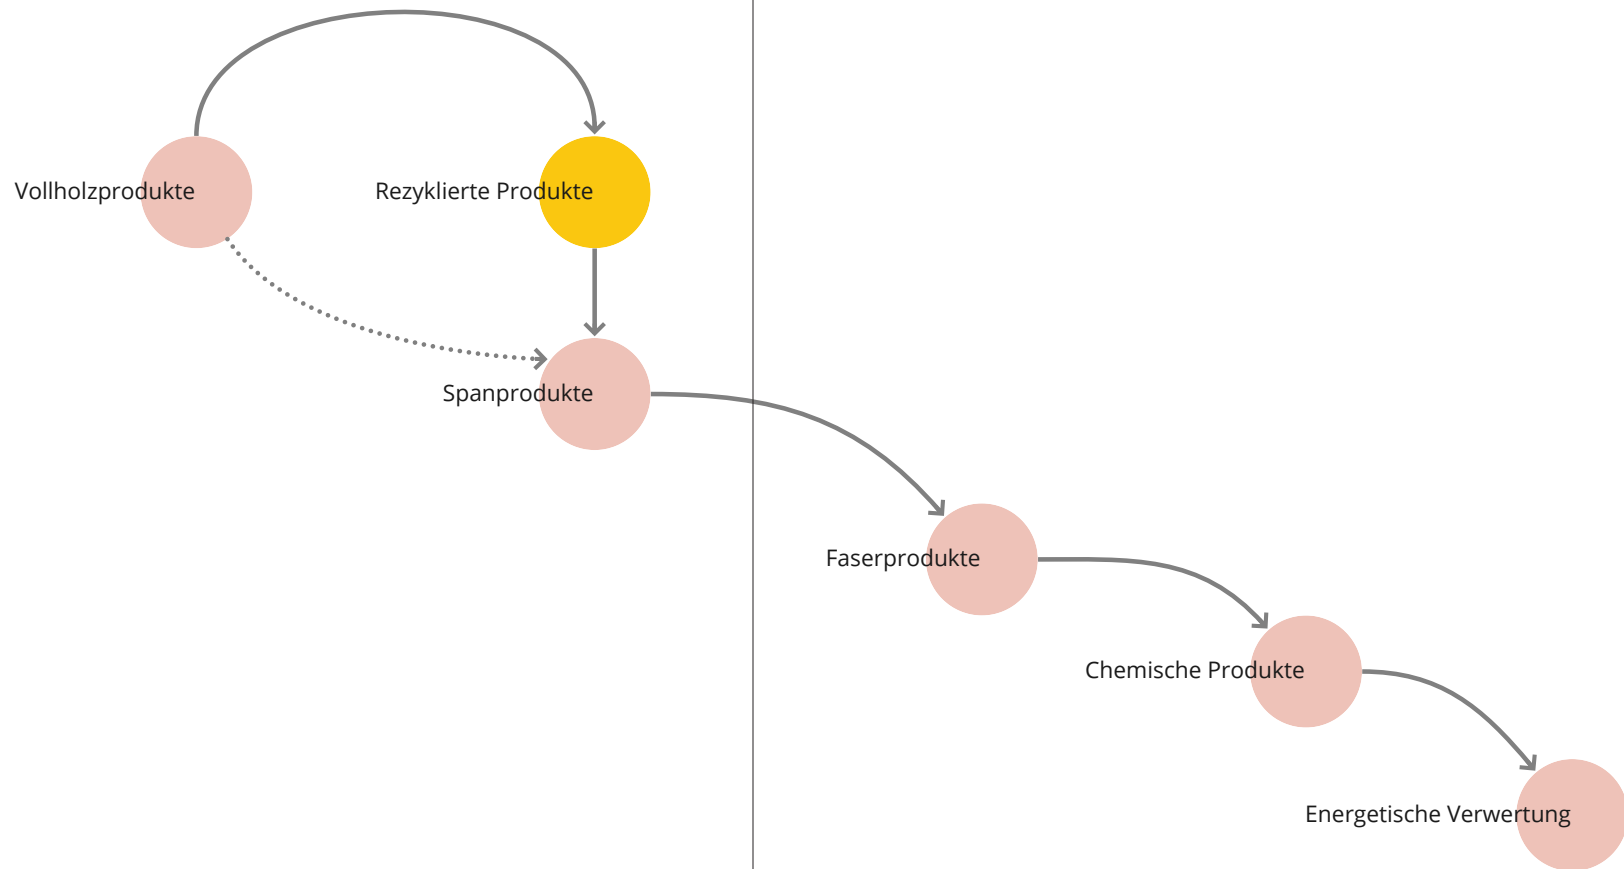 Vollholzprodukte
Rezyklierte Produkte
Spanprodukte
Faserprodukte
Chemische Produkte
Energetische Verwertung